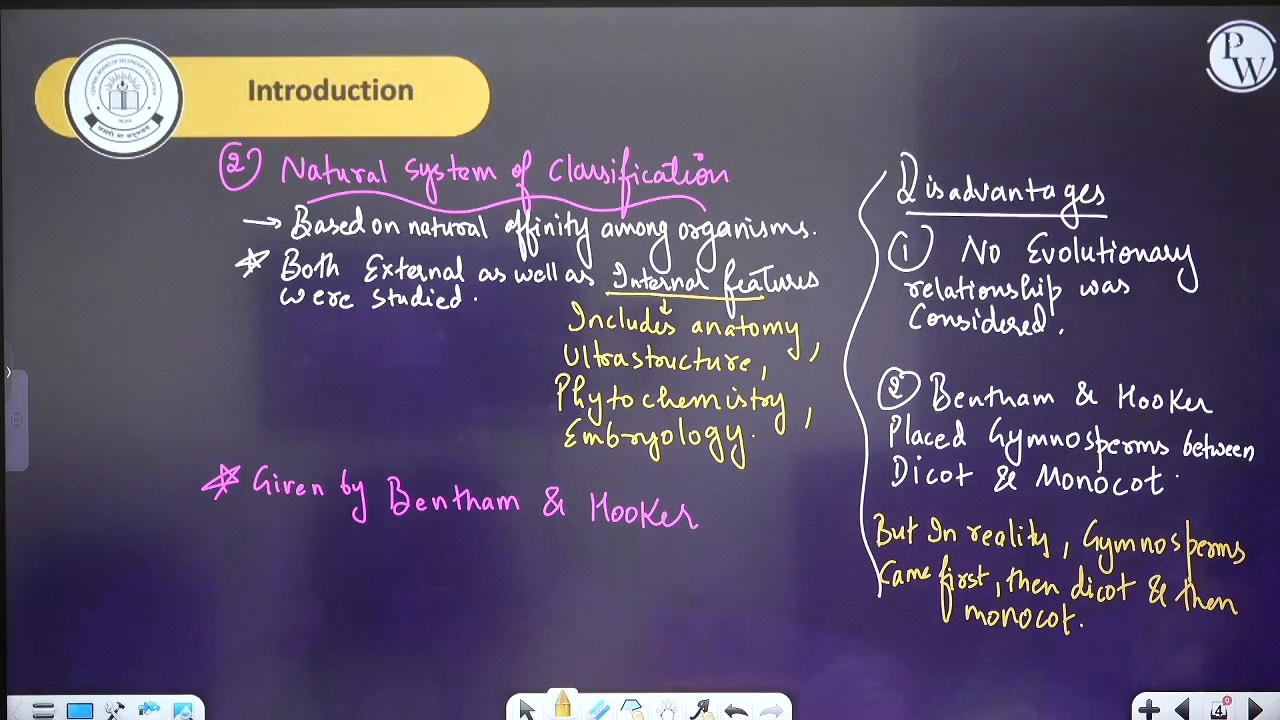 Introduction
PW
② Natural System of Classification
→ Based on natural affinity among organisms.
☆ Both External as well as Internal features
were studied.
Includes anatomy,
Ultrastructure,
Phytochemistry,
Embryology.
☆ Given by Bentham & Hooker
Disadvantages
① No Evolutionary
relationship was
Considered.
② Bentham & Hooker
Placed Gymnosperms between
Dicot & Monocot.
But In reality, Gymnosperms
Came first, then dicot & then
monocot.
4